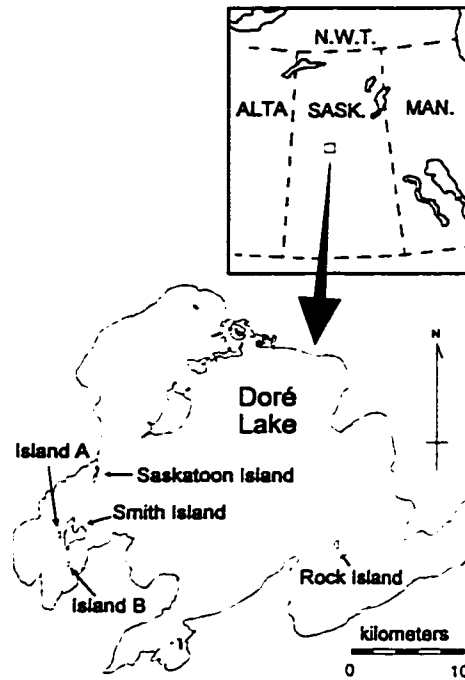 N.W.T.
ALTA
SASK.
MAN.
N
Doré
Lake
Island A
Saskatoon Island
Smith Island
Island B
Rock Island
kilometers
0 10